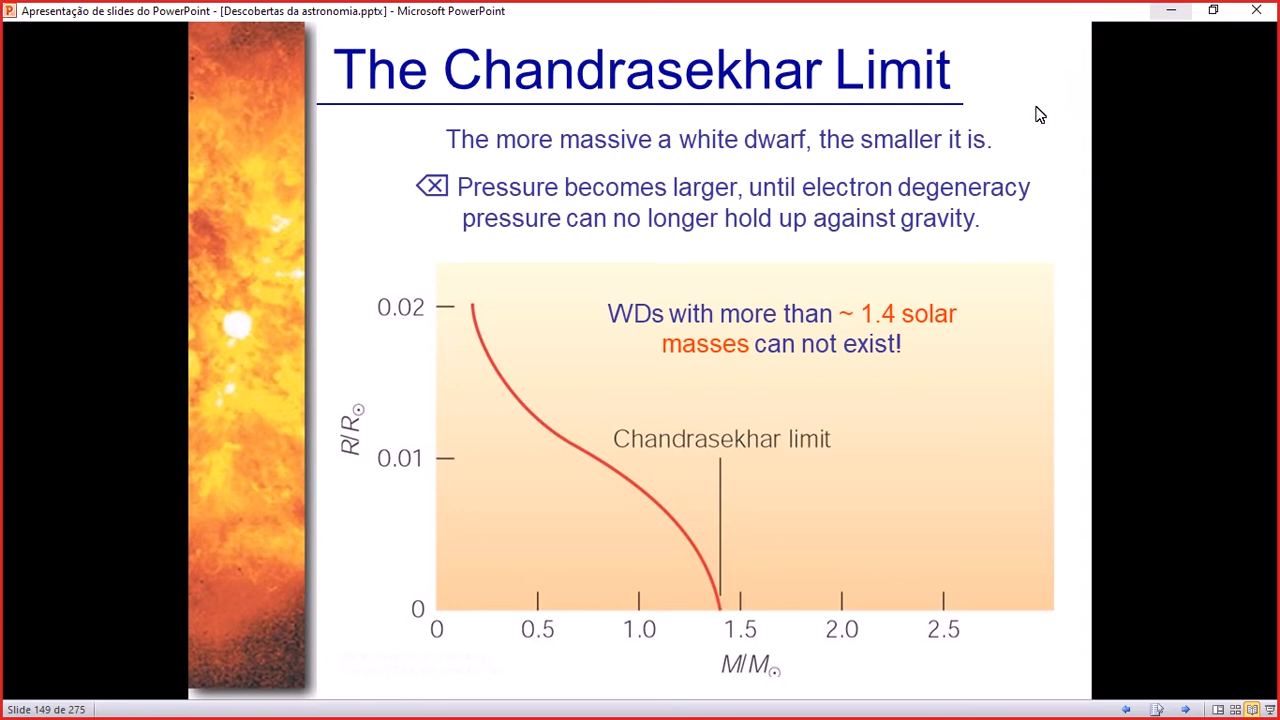 Apresentação de slides do PowerPoint - [Descobertas da astronomia.pptx] - Microsoft PowerPoint
The Chandrasekhar Limit
The more massive a white dwarf, the smaller it is.
⌫ Pressure becomes larger, until electron degeneracy
pressure can no longer hold up against gravity.
0.02
WDs with more than ~ 1.4 solar
masses can not exist!
R/R☉
Chandrasekhar limit
0.01
0
0 0.5 1.0 1.5 2.0 2.5
M/M☉
Slide 149 de 275